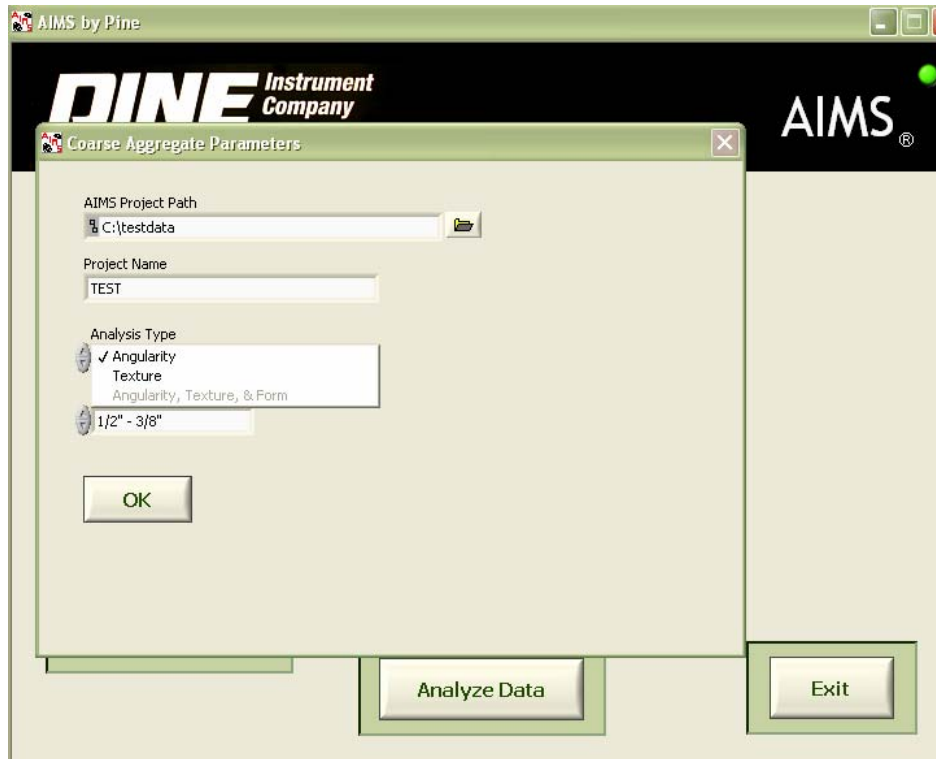 AIMS by Pine
PINE Instrument
Company
AIMS®
Coarse Aggregate Parameters
AIMS Project Path
C:\testdata
Project Name
TEST
Analysis Type
✓ Angularity
Texture
Angularity, Texture, & Form
1/2" - 3/8"
OK
Analyze Data
Exit